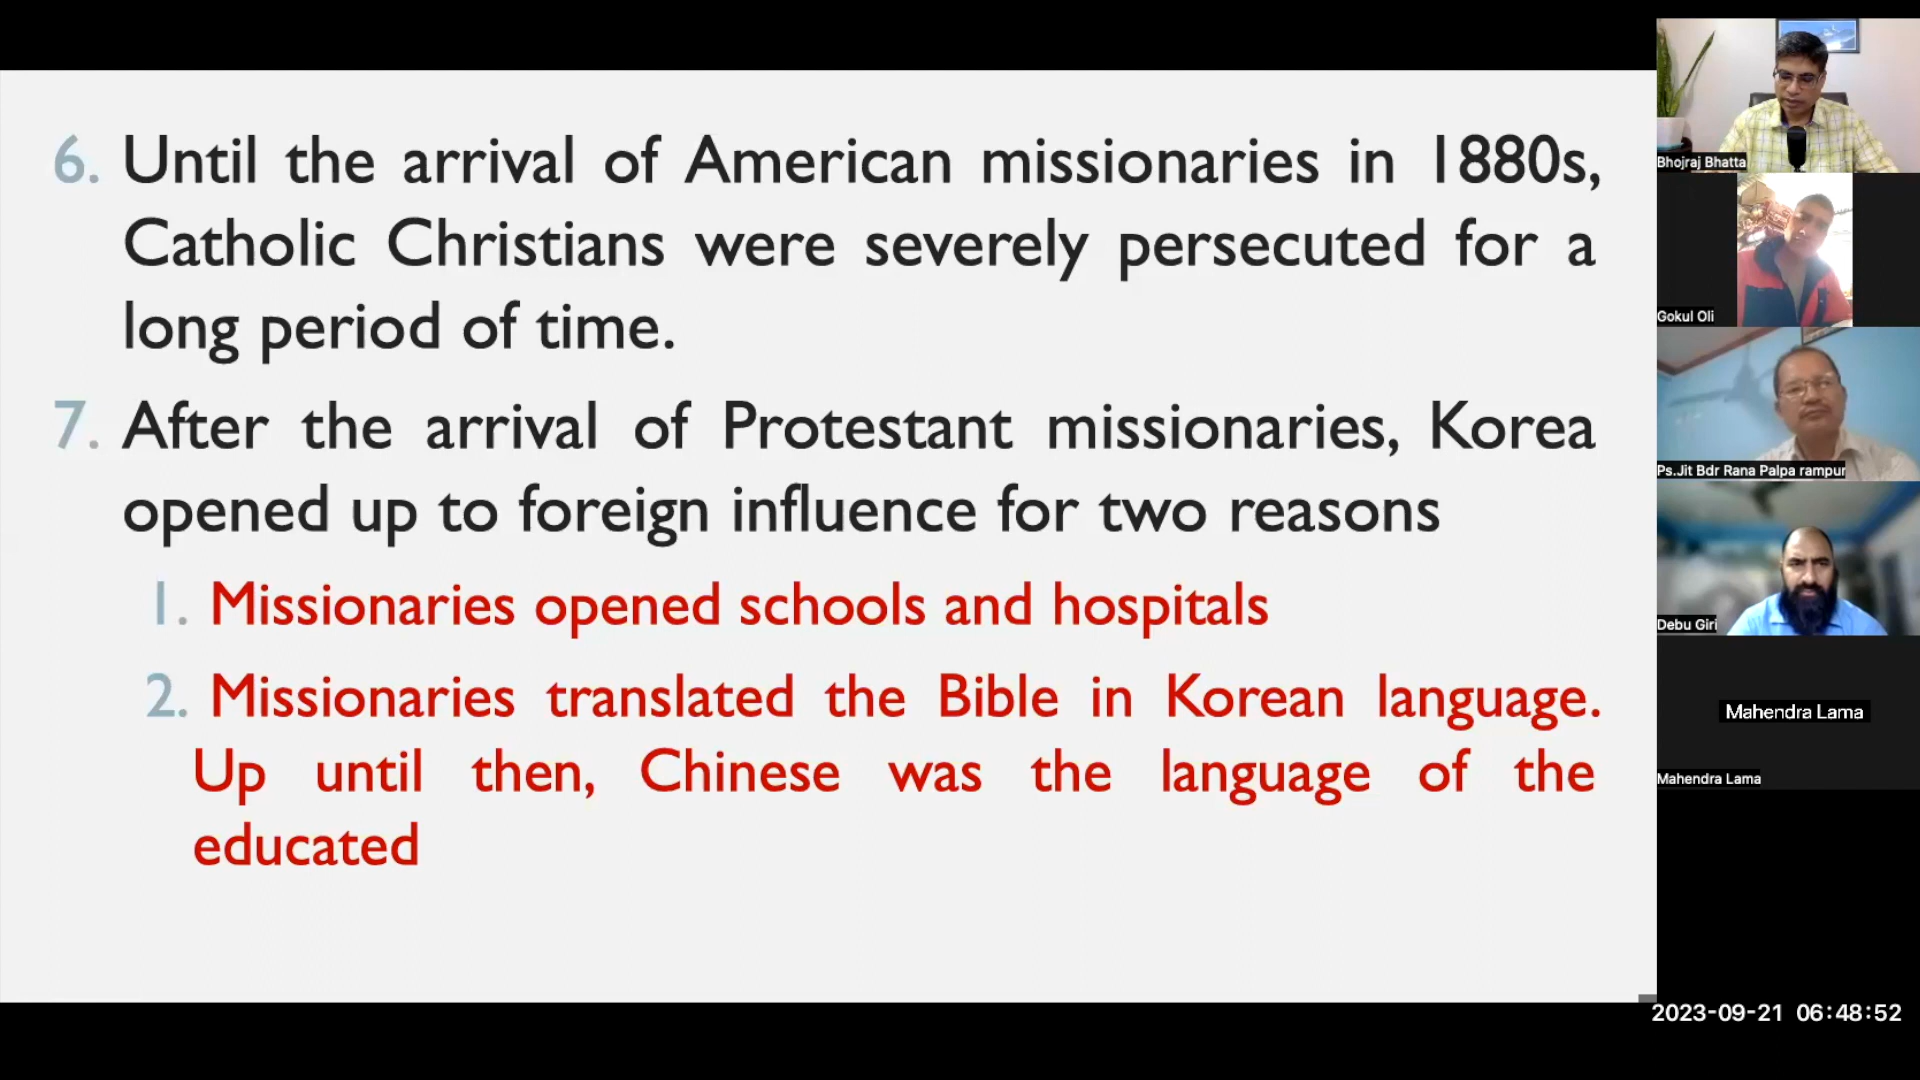 6. Until the arrival of American missionaries in 1880s,
Catholic Christians were severely persecuted for a
long period of time.
7. After the arrival of Protestant missionaries, Korea
opened up to foreign influence for two reasons
1. Missionaries opened schools and hospitals
2. Missionaries translated the Bible in Korean language.
Up until then, Chinese was the language of the
educated
Bhojraj Bhatta
Gokul Oli
Ps.Jit Bdr Rana Palpa rampur
Debu Giri
Mahendra Lama
Mahendra Lama
2023-09-21 06:48:52